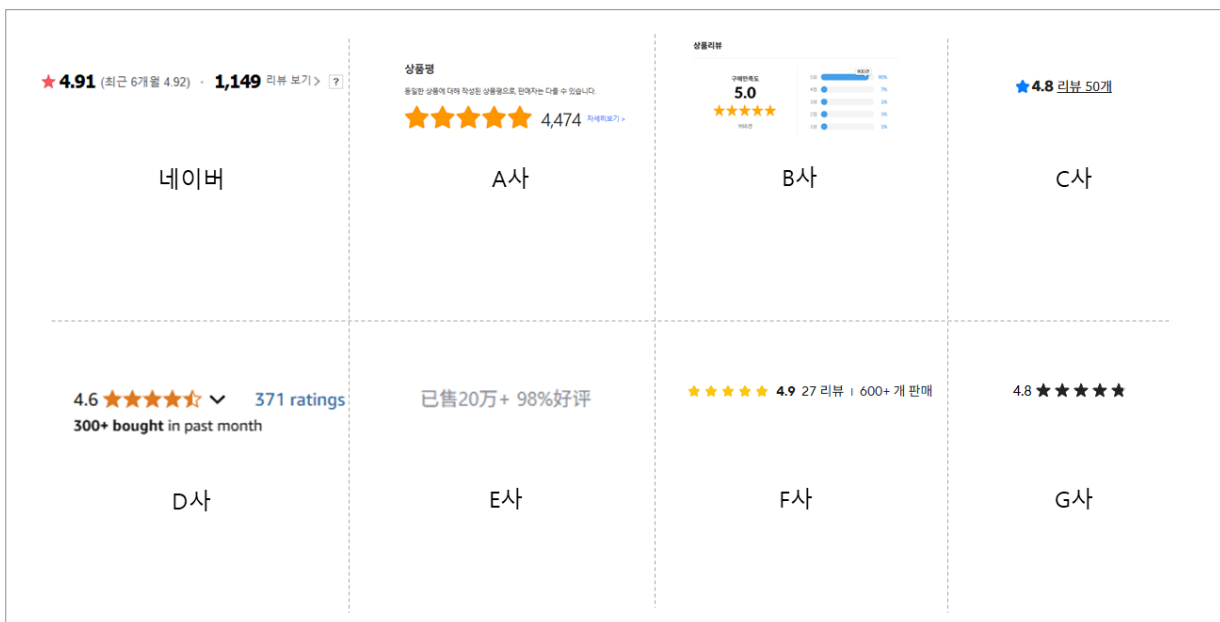 ★4.91 (최근 6개월 4.92) · 1,149 리뷰 보기> ?
네이버
상품평
동일한 상품에 대해 작성된 상품평으로, 판매자는 다를 수 있습니다.
★★★★★ 4,474 자세히보기 >
A사
상품리뷰
구매만족도
5.0
★★★★★
90%
7%
B사
★4.8 리뷰 50개
C사
4.6 371 ratings
300+ bought in past month
D사
已售20万+ 98%好评
E사
★★★★★ 4.9 27 리뷰 | 600+ 개 판매
F사
4.8
G사